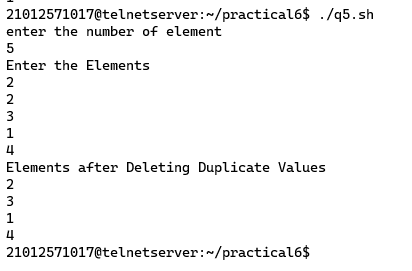 21012571017@telnetserver:~/practical6$ ./q5.sh
enter the number of element
5
Enter the Elements
2
2
3
1
4
Elements after Deleting Duplicate Values
2
3
1
4
21012571017@telnetserver:~/practical6$